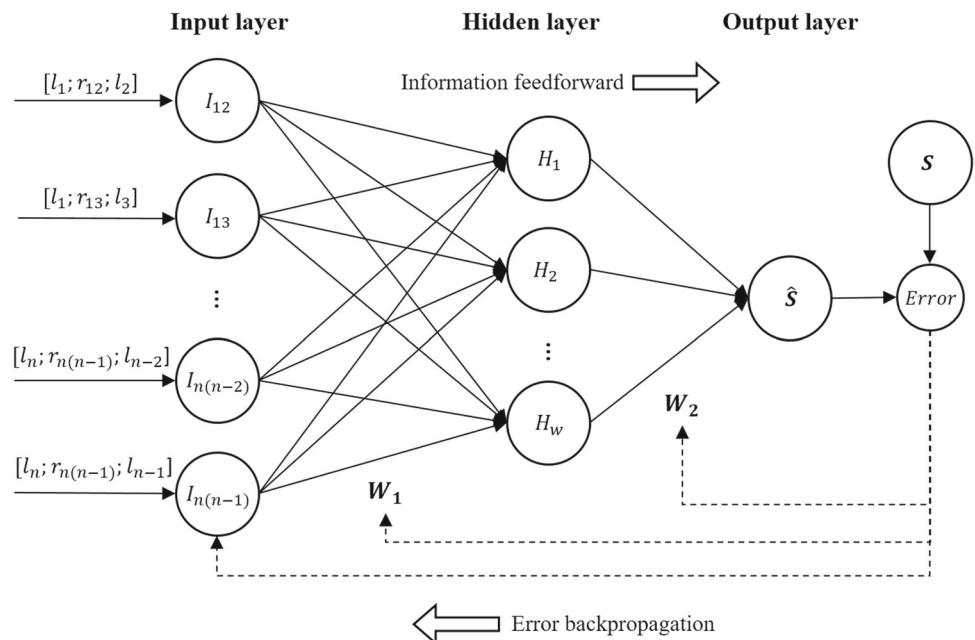 Input layer
Hidden layer
Output layer
Information feedforward
[l₁; r₁₂; l₂]
I₁₂
H₁
S
[l₁; r₁₃; l₃]
I₁₃
H₂
Ŝ
Error
⋮
⋮
[lₙ; rₙ₍ₙ₋₁₎; lₙ₋₂]
Iₙ₍ₙ₋₂₎
H_w
W₂
[lₙ; rₙ₍ₙ₋₁₎; lₙ₋₁]
Iₙ₍ₙ₋₁₎
W₁
Error backpropagation